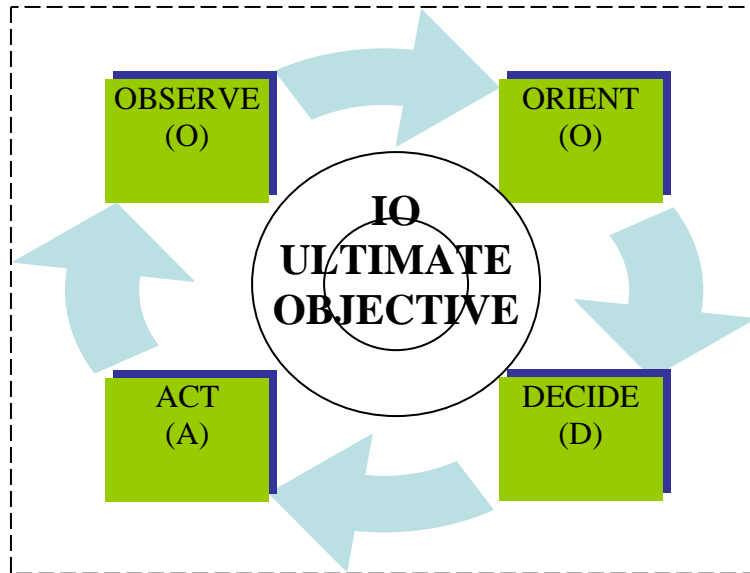 OBSERVE
(O)
ORIENT
(O)
IO
ULTIMATE
OBJECTIVE
ACT
(A)
DECIDE
(D)